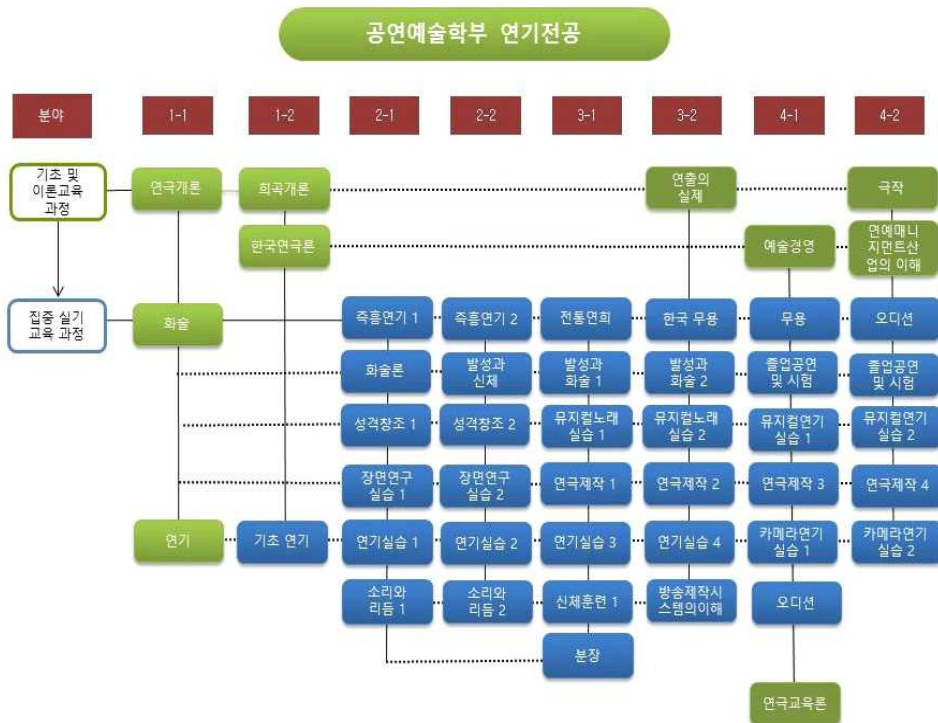 공연예술학부 연기전공
분야 1-1 1-2 2-1 2-2 3-1 3-2 4-1 4-2
기초 및
이론교육
과정
연극개론
희곡개론
연출의
실제
극작
한국연극론
예술경영
연예매니
지먼트산
업의 이해
집중 실기
교육 과정
화술
즉흥연기 1
즉흥연기 2
전통연희
한국 무용
무용
오디션
화술론
발성과
신체
발성과
화술 1
발성과
화술 2
졸업공연
및 시험
졸업공연
및 시험
성격창조 1
성격창조 2
뮤지컬노래
실습 1
뮤지컬노래
실습 2
뮤지컬연기
실습 1
뮤지컬연기
실습 2
장면연구
실습 1
장면연구
실습 2
연극제작 1
연극제작 2
연극제작 3
연극제작 4
연기
기초 연기
연기실습 1
연기실습 2
연기실습 3
연기실습 4
카메라연기
실습 1
카메라연기
실습 2
소리와
리듬 1
소리와
리듬 2
신체훈련 1
방송제작시
스템의이해
오디션
분장
연극교육론